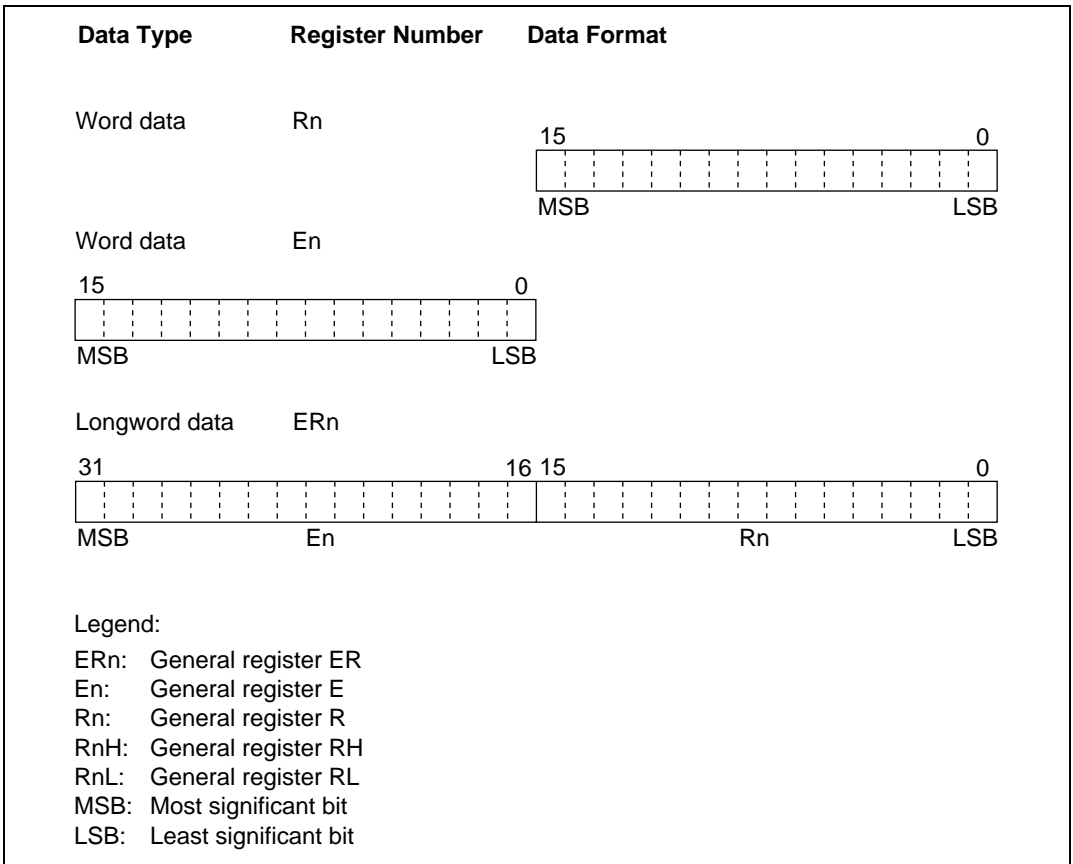 Data Type Register Number Data Format
Word data Rn
15 0
MSB LSB
Word data En
15 0
MSB LSB
Longword data ERn
31 16 15 0
MSB En Rn LSB
Legend:
ERn: General register ER
En: General register E
Rn: General register R
RnH: General register RH
RnL: General register RL
MSB: Most significant bit
LSB: Least significant bit